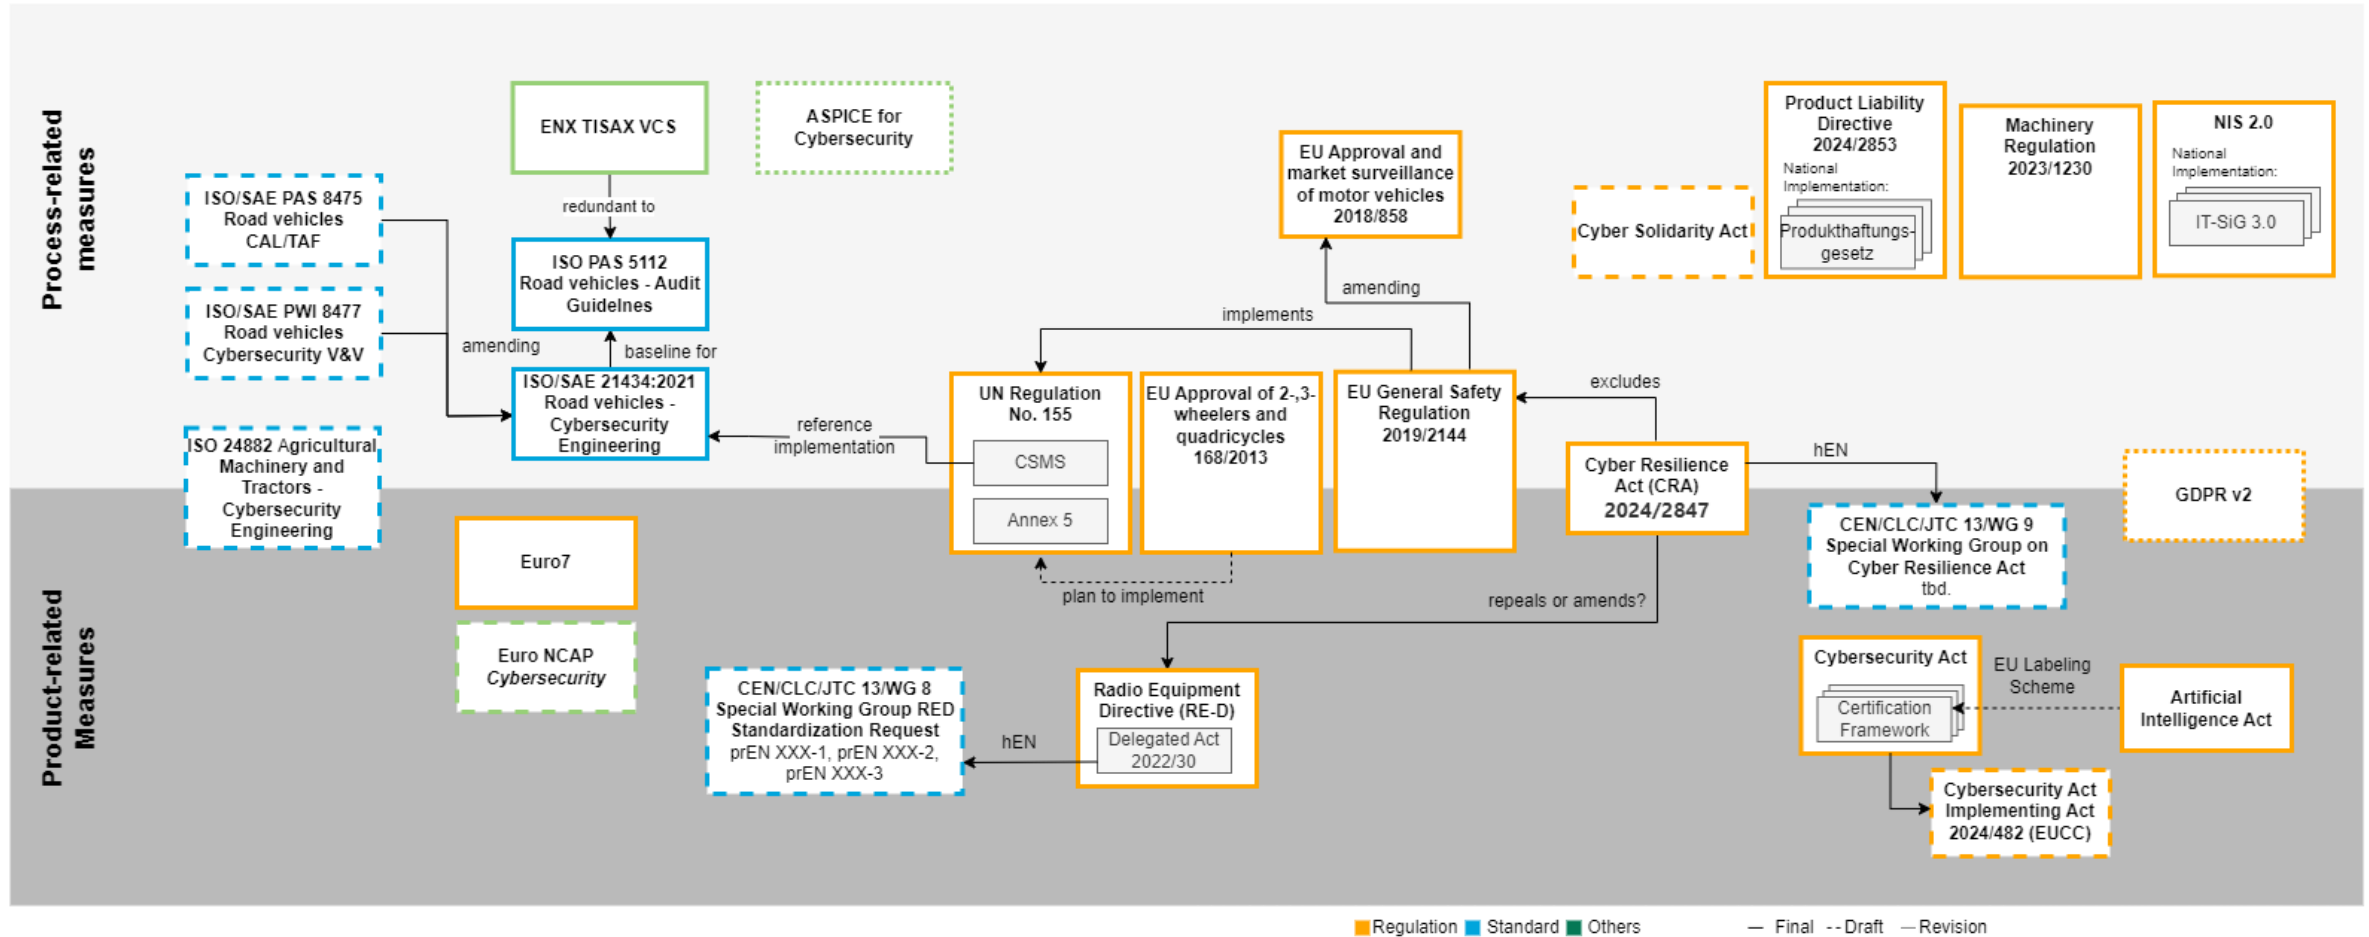 Process-related
measures
ENX TISAX VCS
ASPICE for
Cybersecurity
redundant to
ISO/SAE PAS 8475
Road vehicles
CAL/TAF
ISO PAS 5112
Road vehicles - Audit
Guidelnes
ISO/SAE PWI 8477
Road vehicles
Cybersecurity V&V
amending
baseline for
ISO/SAE 21434:2021
Road vehicles -
Cybersecurity
Engineering
ISO 24882 Agricultural
Machinery and
Tractors -
Cybersecurity
Engineering
reference
implementation
EU Approval and
market surveillance
of motor vehicles
2018/858
amending
implements
UN Regulation
No. 155
CSMS
Annex 5
EU Approval of 2-,3-
wheelers and
quadricycles
168/2013
EU General Safety
Regulation
2019/2144
plan to implement
excludes
Cyber Solidarity Act
Product Liability
Directive
2024/2853
National
Implementation:
Produkthaftungs-
gesetz
Machinery
Regulation
2023/1230
NIS 2.0
National
Implementation:
IT-SiG 3.0
Cyber Resilience
Act (CRA)
2024/2847
hEN
GDPR v2
CEN/CLC/JTC 13/WG 9
Special Working Group on
Cyber Resilience Act
tbd.
repeals or amends?
Product-related
Measures
Euro7
Euro NCAP
Cybersecurity
CEN/CLC/JTC 13/WG 8
Special Working Group RED
Standardization Request
prEN XXX-1, prEN XXX-2,
prEN XXX-3
hEN
Radio Equipment
Directive (RE-D)
Delegated Act
2022/30
Cybersecurity Act
Certification
Framework
EU Labeling
Scheme
Artificial
Intelligence Act
Cybersecurity Act
Implementing Act
2024/482 (EUCC)
Regulation Standard Others Final Draft Revision